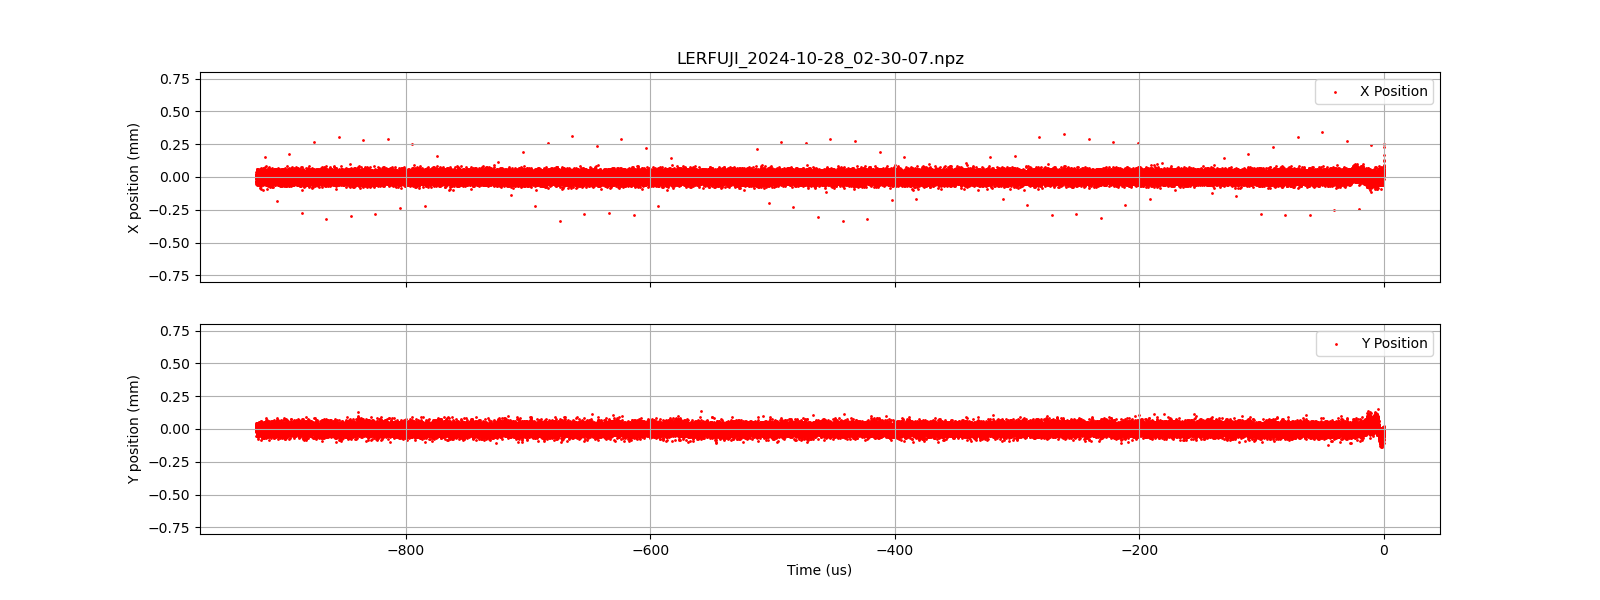 LERFUJI_2024-10-28_02-30-07.npz
X position (mm)
0.75
0.50
0.25
0.00
−0.25
−0.50
−0.75
X Position
Y position (mm)
0.75
0.50
0.25
0.00
−0.25
−0.50
−0.75
Y Position
−800 −600 −400 −200 0
Time (us)